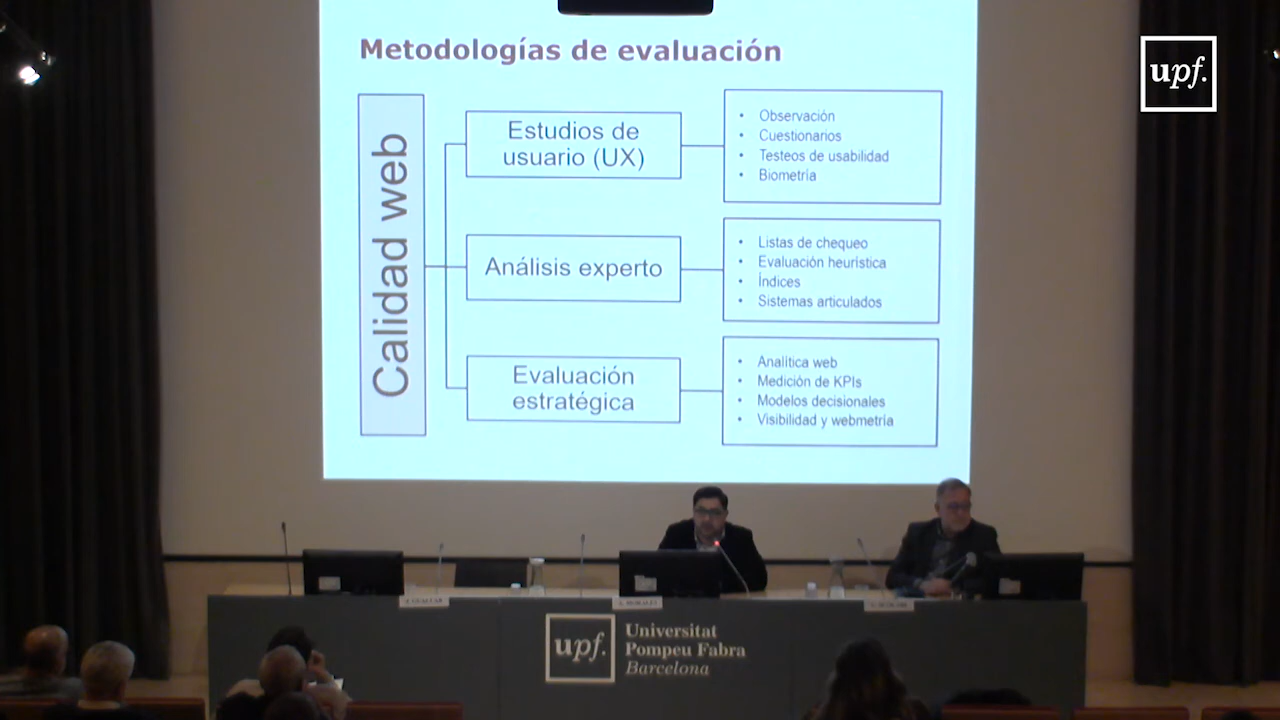 Metodologías de evaluación
Calidad web
Estudios de
usuario (UX)
• Observación
• Cuestionarios
• Testeos de usabilidad
• Biometría
Análisis experto
• Listas de chequeo
• Evaluación heurística
• Índices
• Sistemas articulados
Evaluación
estratégica
• Analítica web
• Medición de KPIs
• Modelos decisionales
• Visibilidad y webmetría
upf.
upf.
Universitat
Pompeu Fabra
Barcelona